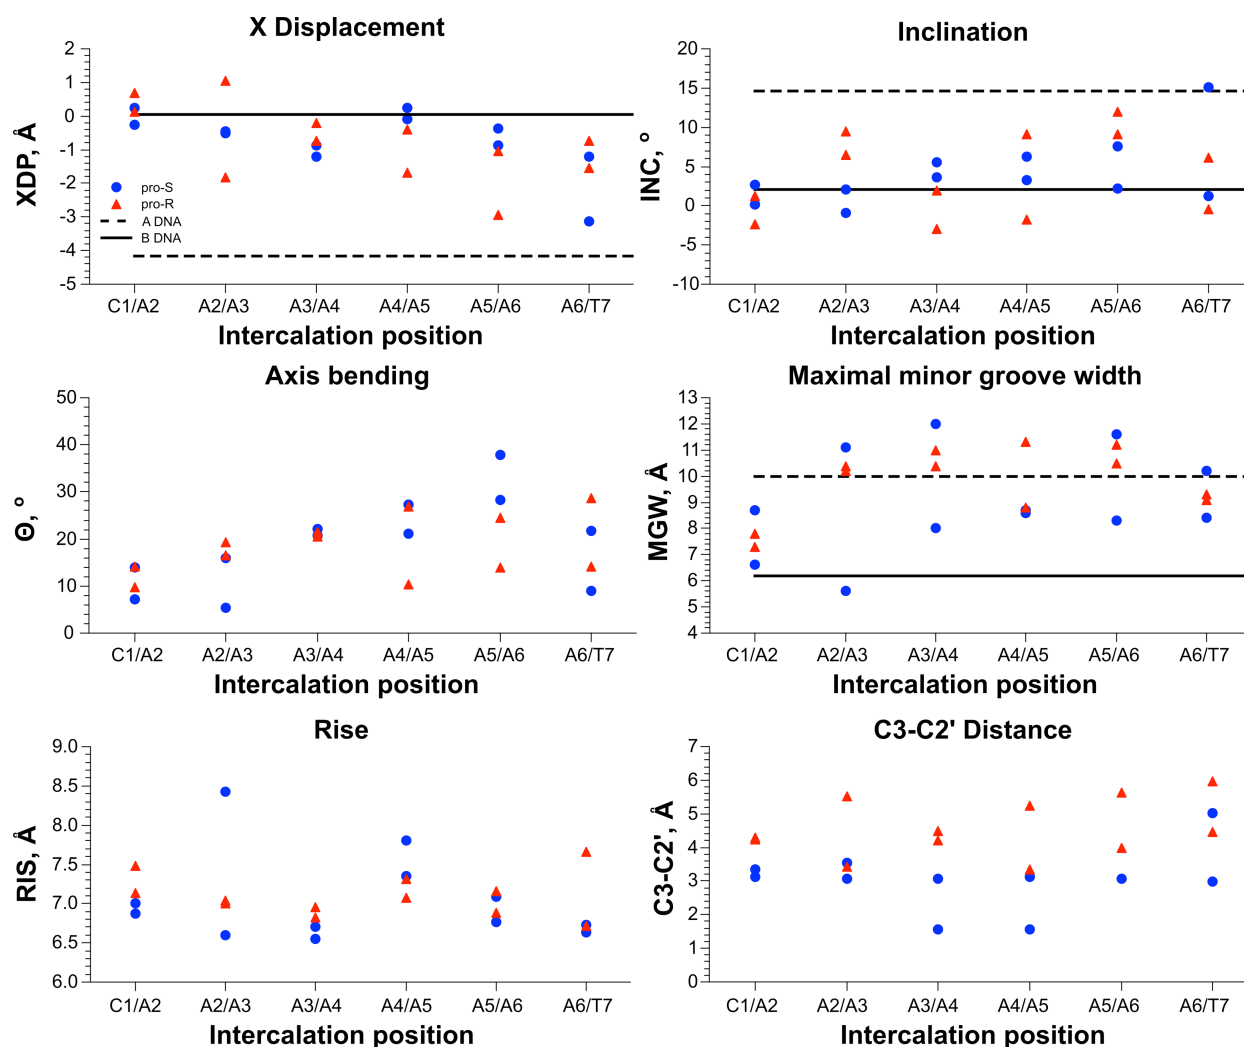 X Displacement
XDP, Å
2
1
0
-1
-2
-3
-4
-5
pro-S
pro-R
A DNA
B DNA
C1/A2 A2/A3 A3/A4 A4/A5 A5/A6 A6/T7
Intercalation position
Inclination
INC, º
20
15
10
5
0
-5
-10
C1/A2 A2/A3 A3/A4 A4/A5 A5/A6 A6/T7
Intercalation position
Axis bending
Θ, º
50
40
30
20
10
0
C1/A2 A2/A3 A3/A4 A4/A5 A5/A6 A6/T7
Intercalation position
Maximal minor groove width
MGW, Å
13
12
11
10
9
8
7
6
5
4
C1/A2 A2/A3 A3/A4 A4/A5 A5/A6 A6/T7
Intercalation position
Rise
RIS, Å
9.0
8.5
8.0
7.5
7.0
6.5
6.0
C1/A2 A2/A3 A3/A4 A4/A5 A5/A6 A6/T7
Intercalation position
C3-C2' Distance
C3-C2', Å
7
6
5
4
3
2
1
0
C1/A2 A2/A3 A3/A4 A4/A5 A5/A6 A6/T7
Intercalation position